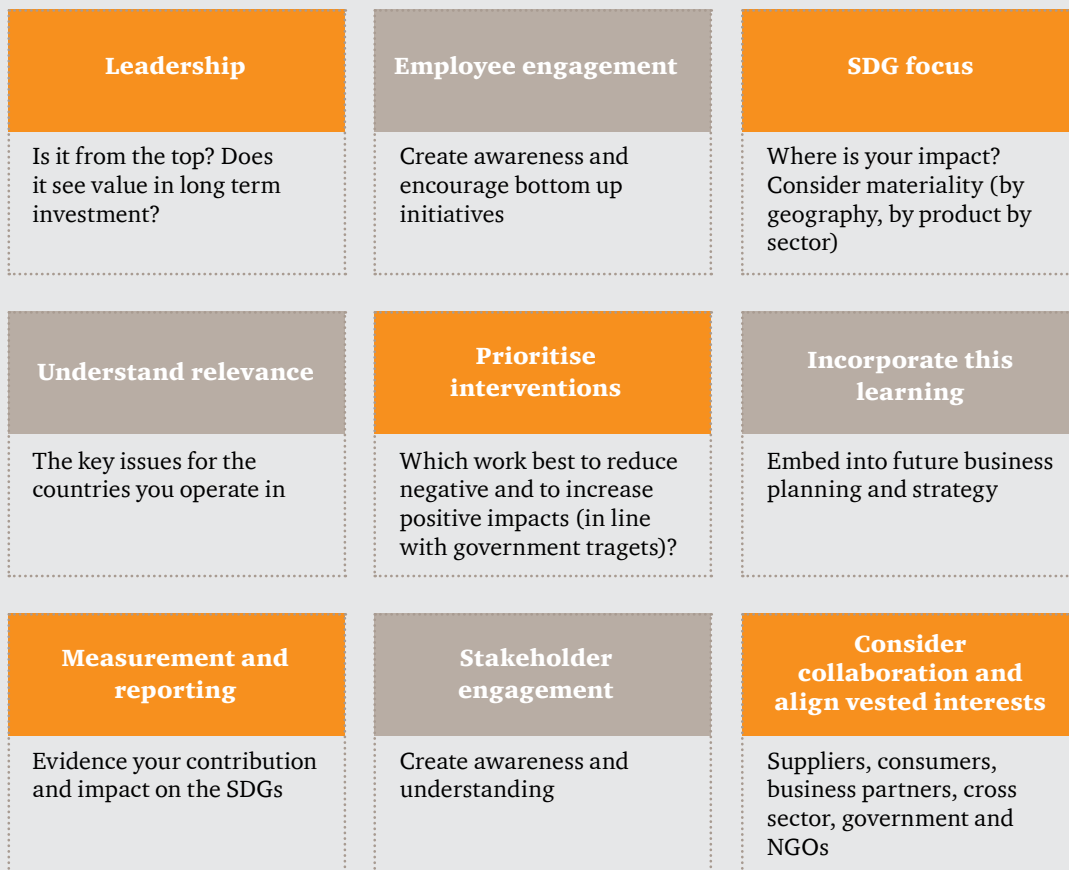 Leadership
Is it from the top? Does
it see value in long term
investment?
Employee engagement
Create awareness and
encourage bottom up
initiatives
SDG focus
Where is your impact?
Consider materiality (by
geography, by product by
sector)
Understand relevance
The key issues for the
countries you operate in
Prioritise
interventions
Which work best to reduce
negative and to increase
positive impacts (in line
with government tragets)?
Incorporate this
learning
Embed into future business
planning and strategy
Measurement and
reporting
Evidence your contribution
and impact on the SDGs
Stakeholder
engagement
Create awareness and
understanding
Consider
collaboration and
align vested interests
Suppliers, consumers,
business partners, cross
sector, government and
NGOs